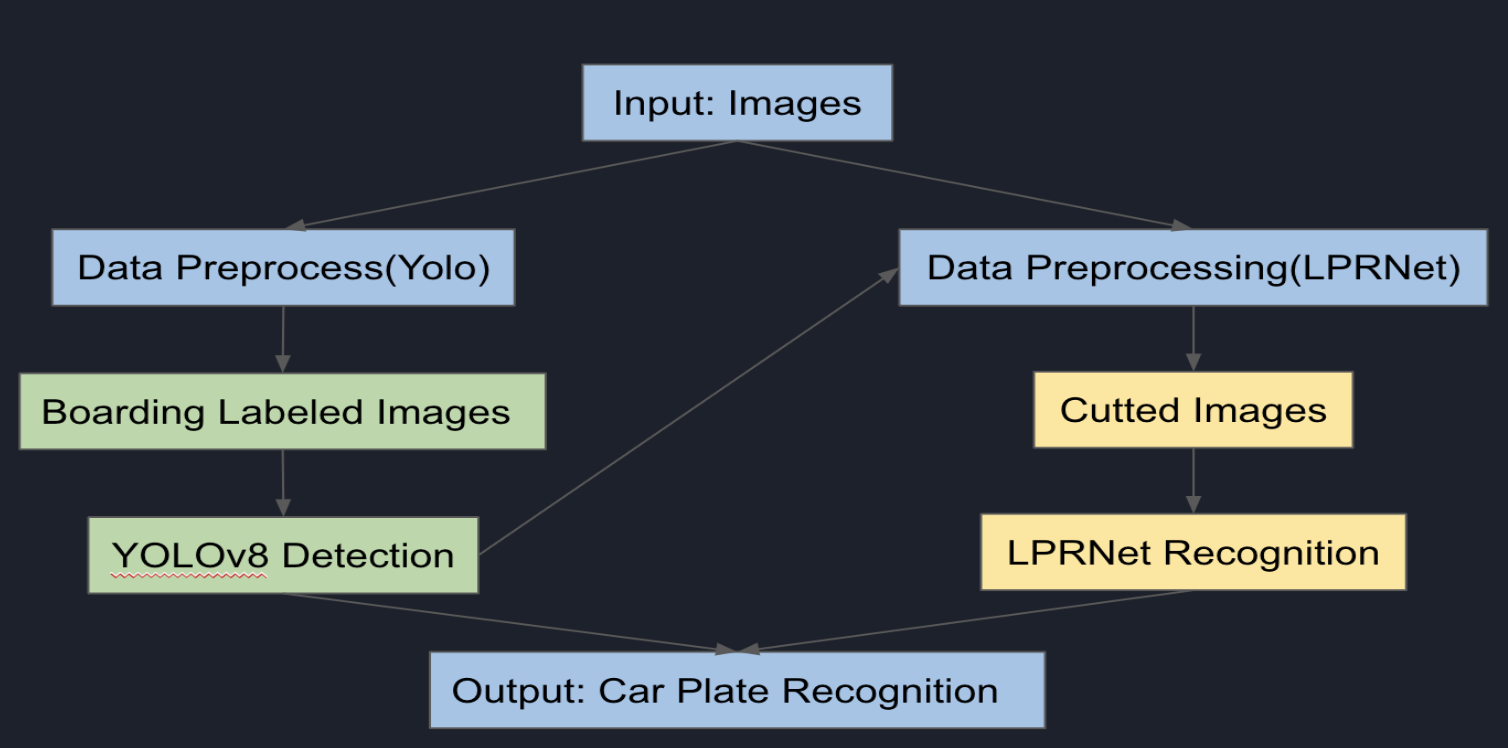 Input: Images
Data Preprocess(Yolo)
Data Preprocessing(LPRNet)
Boarding Labeled Images
Cutted Images
YOLOv8 Detection
LPRNet Recognition
Output: Car Plate Recognition